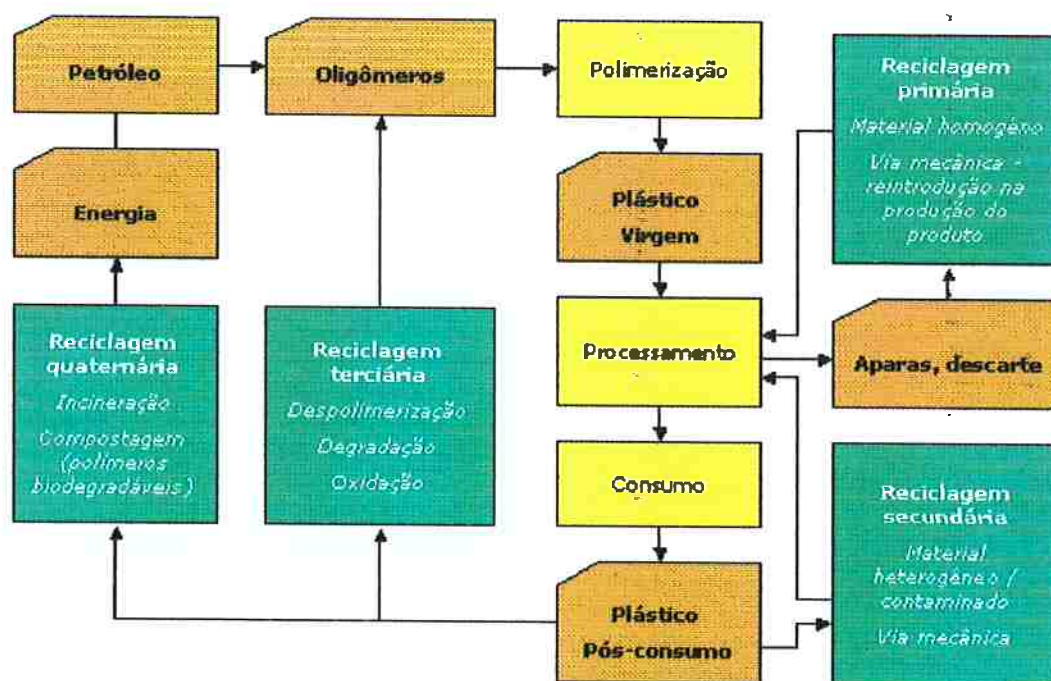 Petróleo
Oligômeros
Polimerização
Reciclagem
primária
Material homogêno
Via mecânica -
reintrodução na
produção do
produto
Energia
Plástico
Virgem
Reciclagem
quaternária
Incineração
Compostagem
(polímeros
biodegradáveis)
Reciclagem
terciária
Despolimerização
Degradação
Oxidação
Processamento
Aparas, descarte
Consumo
Reciclagem
secundária
Material
heterogéneo /
contaminado
Via mecânica
Plástico
Pós-consumo